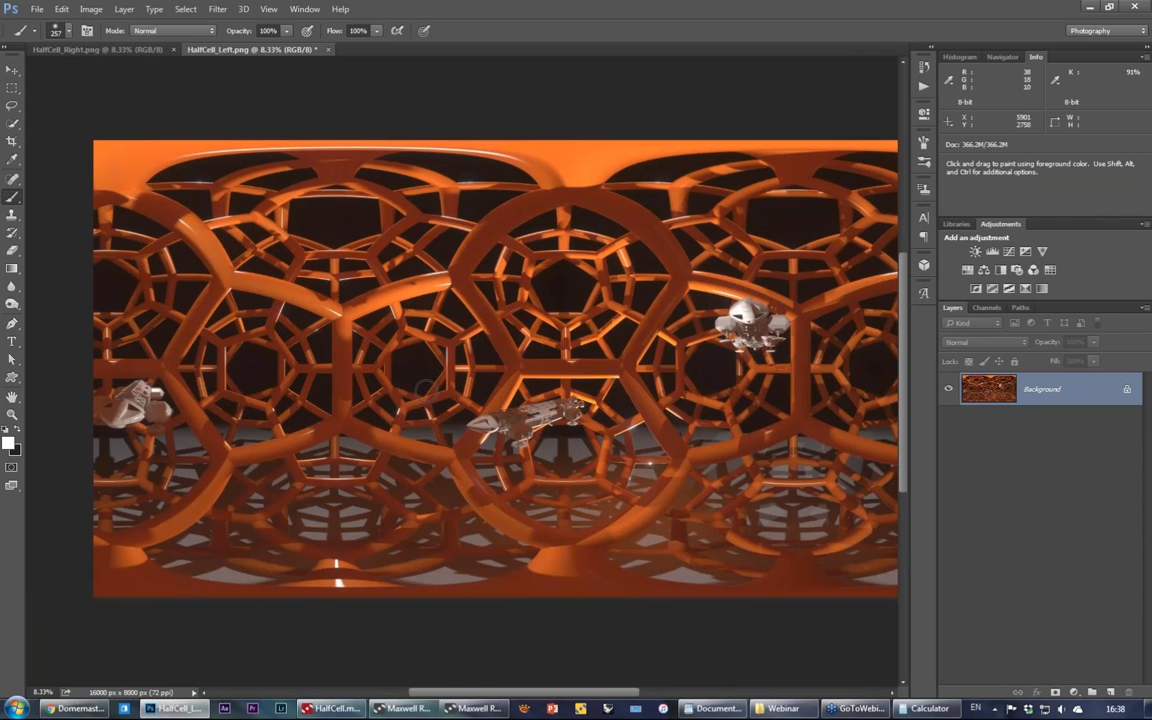 Ps File Edit Image Layer Type Select Filter 3D View Window Help
257 Mode: Normal Opacity: 100% Flow: 100% Photography
HalfCell_Right.png @ 8.33% (RGB/8) × HalfCell_Left.png @ 8.33% (RGB/8) * ×
Histogram Navigator Info
R : 38 K : 91%
G : 18
B : 10
8-bit 8-bit
X : 5901 W :
Y : 2758 H :
Doc: 366.2M/366.2M
Click and drag to paint using foreground color. Use Shift, Alt,
and Ctrl for additional options.
Libraries Adjustments
Add an adjustment
Layers Channels Paths
Kind
Normal Opacity: 100%
Lock: Fill: 100%
Background
8.33% 16000 px x 8000 px (72 ppi)
Domemast... HalfCell_L... Ae Pr HalfCell.m... Maxwell R... Maxwell R... Document... Webinar GoToWebi... Calculator EN 16:38